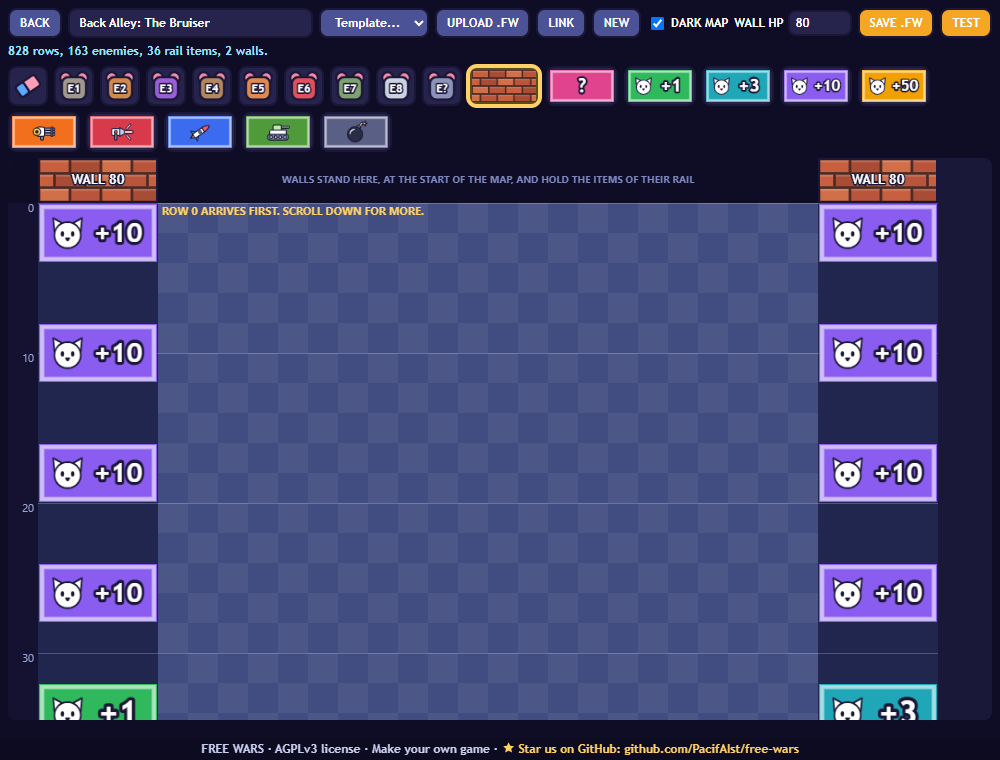 BACK
Back Alley: The Bruiser
Template...
UPLOAD .FW
LINK
NEW
DARK MAP
WALL HP
80
SAVE .FW
TEST
828 rows, 163 enemies, 36 rail items, 2 walls.
E1
E2
E3
E4
E5
E6
E7
E8
E?
?
+1
+3
+10
+50
WALL 80
WALLS STAND HERE, AT THE START OF THE MAP, AND HOLD THE ITEMS OF THEIR RAIL
WALL 80
0
ROW 0 ARRIVES FIRST. SCROLL DOWN FOR MORE.
+10
+10
10
+10
+10
20
+10
+10
+10
+10
30
+1
+3
FREE WARS · AGPLv3 license · Make your own game · ★ Star us on GitHub: github.com/PacifAIst/free-wars